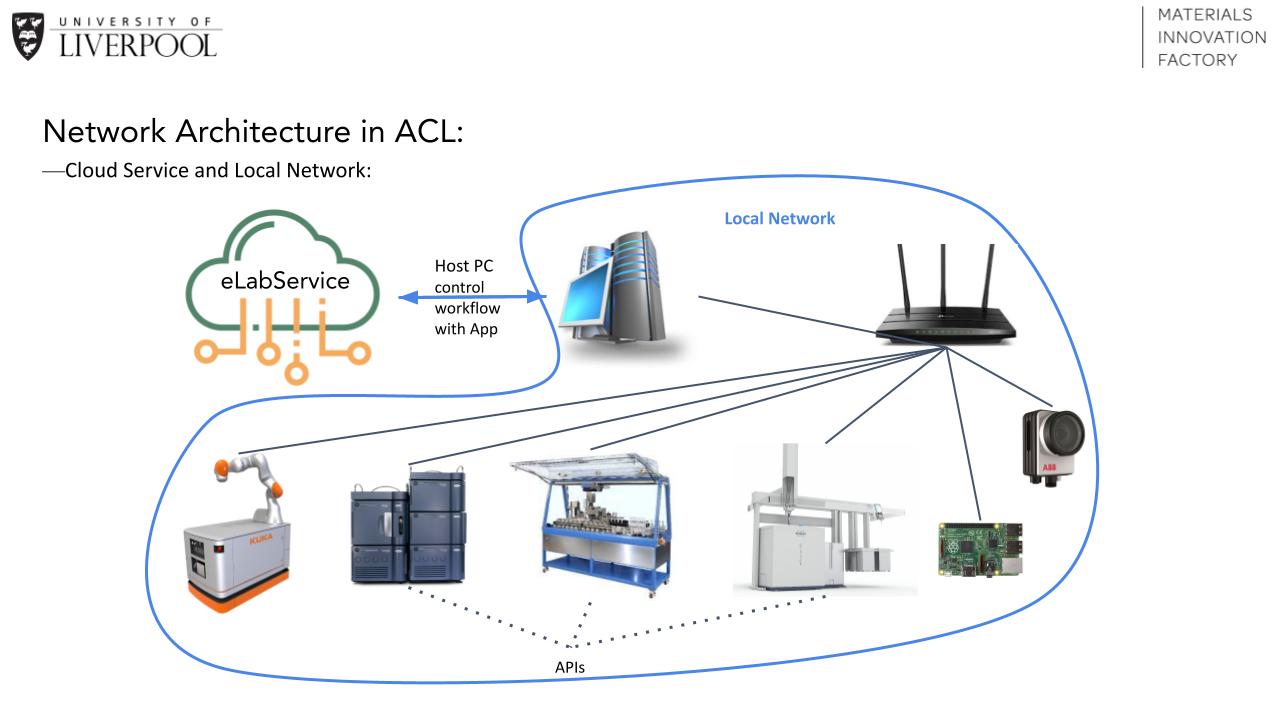 UNIVERSITY OF
LIVERPOOL
MATERIALS
INNOVATION
FACTORY
Network Architecture in ACL:
—Cloud Service and Local Network:
Local Network
eLabService
Host PC
control
workflow
with App
ABB
KUKA
APIs